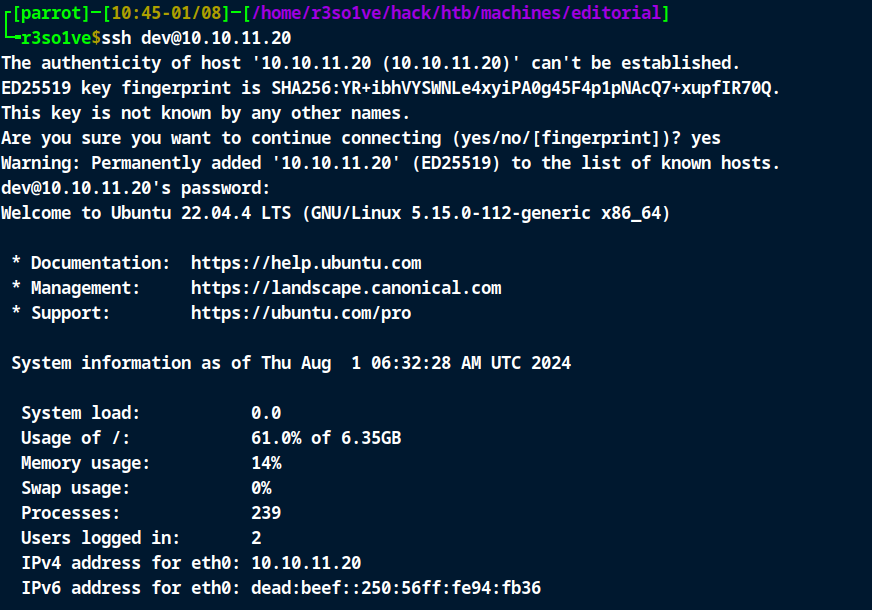 ┌[parrot]─[10:45-01/08]─[/home/r3so1ve/hack/htb/machines/editorial]
└╼r3so1ve$ssh dev@10.10.11.20
The authenticity of host '10.10.11.20 (10.10.11.20)' can't be established.
ED25519 key fingerprint is SHA256:YR+ibhVYSWNLe4xyiPA0g45F4p1pNAcQ7+xupfIR70Q.
This key is not known by any other names.
Are you sure you want to continue connecting (yes/no/[fingerprint])? yes
Warning: Permanently added '10.10.11.20' (ED25519) to the list of known hosts.
dev@10.10.11.20's password:
Welcome to Ubuntu 22.04.4 LTS (GNU/Linux 5.15.0-112-generic x86_64)

 * Documentation:  https://help.ubuntu.com
 * Management:     https://landscape.canonical.com
 * Support:        https://ubuntu.com/pro

 System information as of Thu Aug  1 06:32:28 AM UTC 2024

  System load:           0.0
  Usage of /:            61.0% of 6.35GB
  Memory usage:          14%
  Swap usage:            0%
  Processes:             239
  Users logged in:       2
  IPv4 address for eth0: 10.10.11.20
  IPv6 address for eth0: dead:beef::250:56ff:fe94:fb36